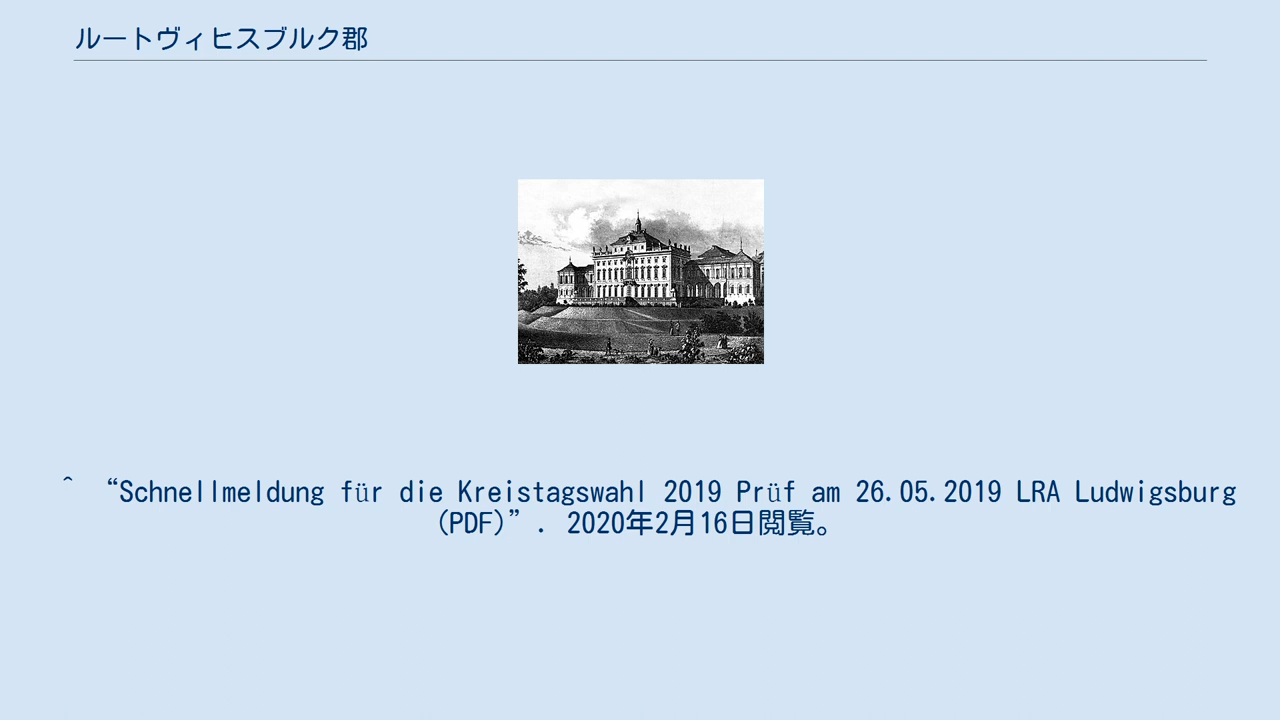 ルートヴィヒスブルク郡
^ “Schnellmeldung für die Kreistagswahl 2019 Prüf am 26.05.2019 LRA Ludwigsburg
(PDF)”. 2020年2月16日閲覧。